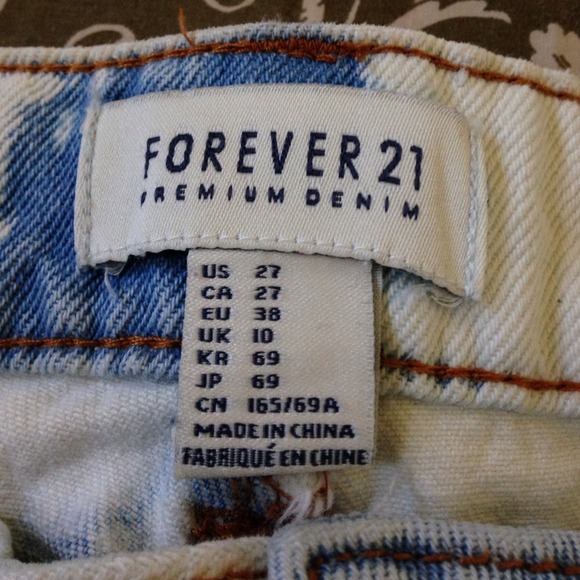 FOREVER 21
PREMIUM DENIM
US 27
CA 27
EU 38
UK 10
KR 69
JP 69
CN 165/69A
MADE IN CHINA
FABRIQUÉ EN CHINE